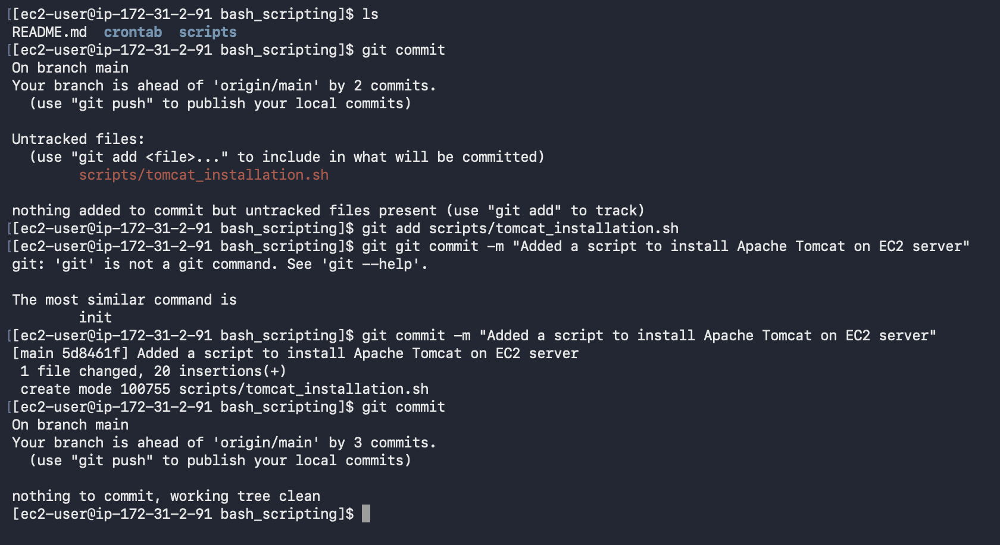 [[ec2-user@ip-172-31-2-91 bash_scripting]$ ls
README.md  crontab  scripts
[[ec2-user@ip-172-31-2-91 bash_scripting]$ git commit
On branch main
Your branch is ahead of 'origin/main' by 2 commits.
  (use "git push" to publish your local commits)

Untracked files:
  (use "git add <file>..." to include in what will be committed)
        scripts/tomcat_installation.sh

nothing added to commit but untracked files present (use "git add" to track)
[[ec2-user@ip-172-31-2-91 bash_scripting]$ git add scripts/tomcat_installation.sh
[[ec2-user@ip-172-31-2-91 bash_scripting]$ git git commit -m "Added a script to install Apache Tomcat on EC2 server"
git: 'git' is not a git command. See 'git --help'.

The most similar command is
        init
[[ec2-user@ip-172-31-2-91 bash_scripting]$ git commit -m "Added a script to install Apache Tomcat on EC2 server"
[main 5d8461f] Added a script to install Apache Tomcat on EC2 server
 1 file changed, 20 insertions(+)
 create mode 100755 scripts/tomcat_installation.sh
[[ec2-user@ip-172-31-2-91 bash_scripting]$ git commit
On branch main
Your branch is ahead of 'origin/main' by 3 commits.
  (use "git push" to publish your local commits)

nothing to commit, working tree clean
[ec2-user@ip-172-31-2-91 bash_scripting]$